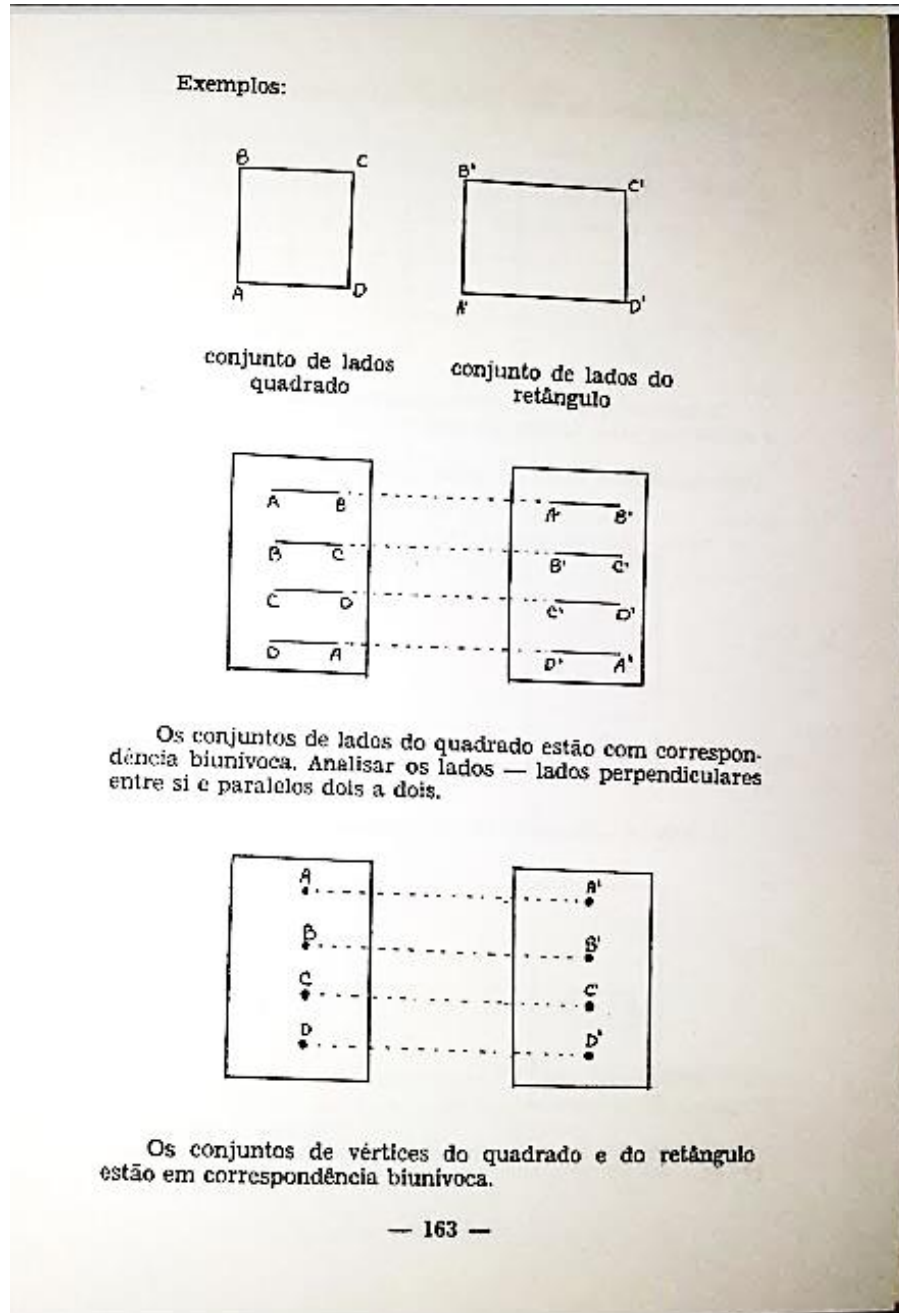 Exemplos:
B C B' C'
A D A' D'
conjunto de lados conjunto de lados do
quadrado retângulo
A B A' B'
B C B' C'
C D C' D'
D A D' A'
Os conjuntos de lados do quadrado estão com correspon-
dência biunivoca. Analisar os lados — lados perpendiculares
entre si e paralelos dois a dois.
A A'
B B'
C C
D D'
Os conjuntos de vértices do quadrado e do retângulo
estão em correspondência biunívoca.
— 163 —